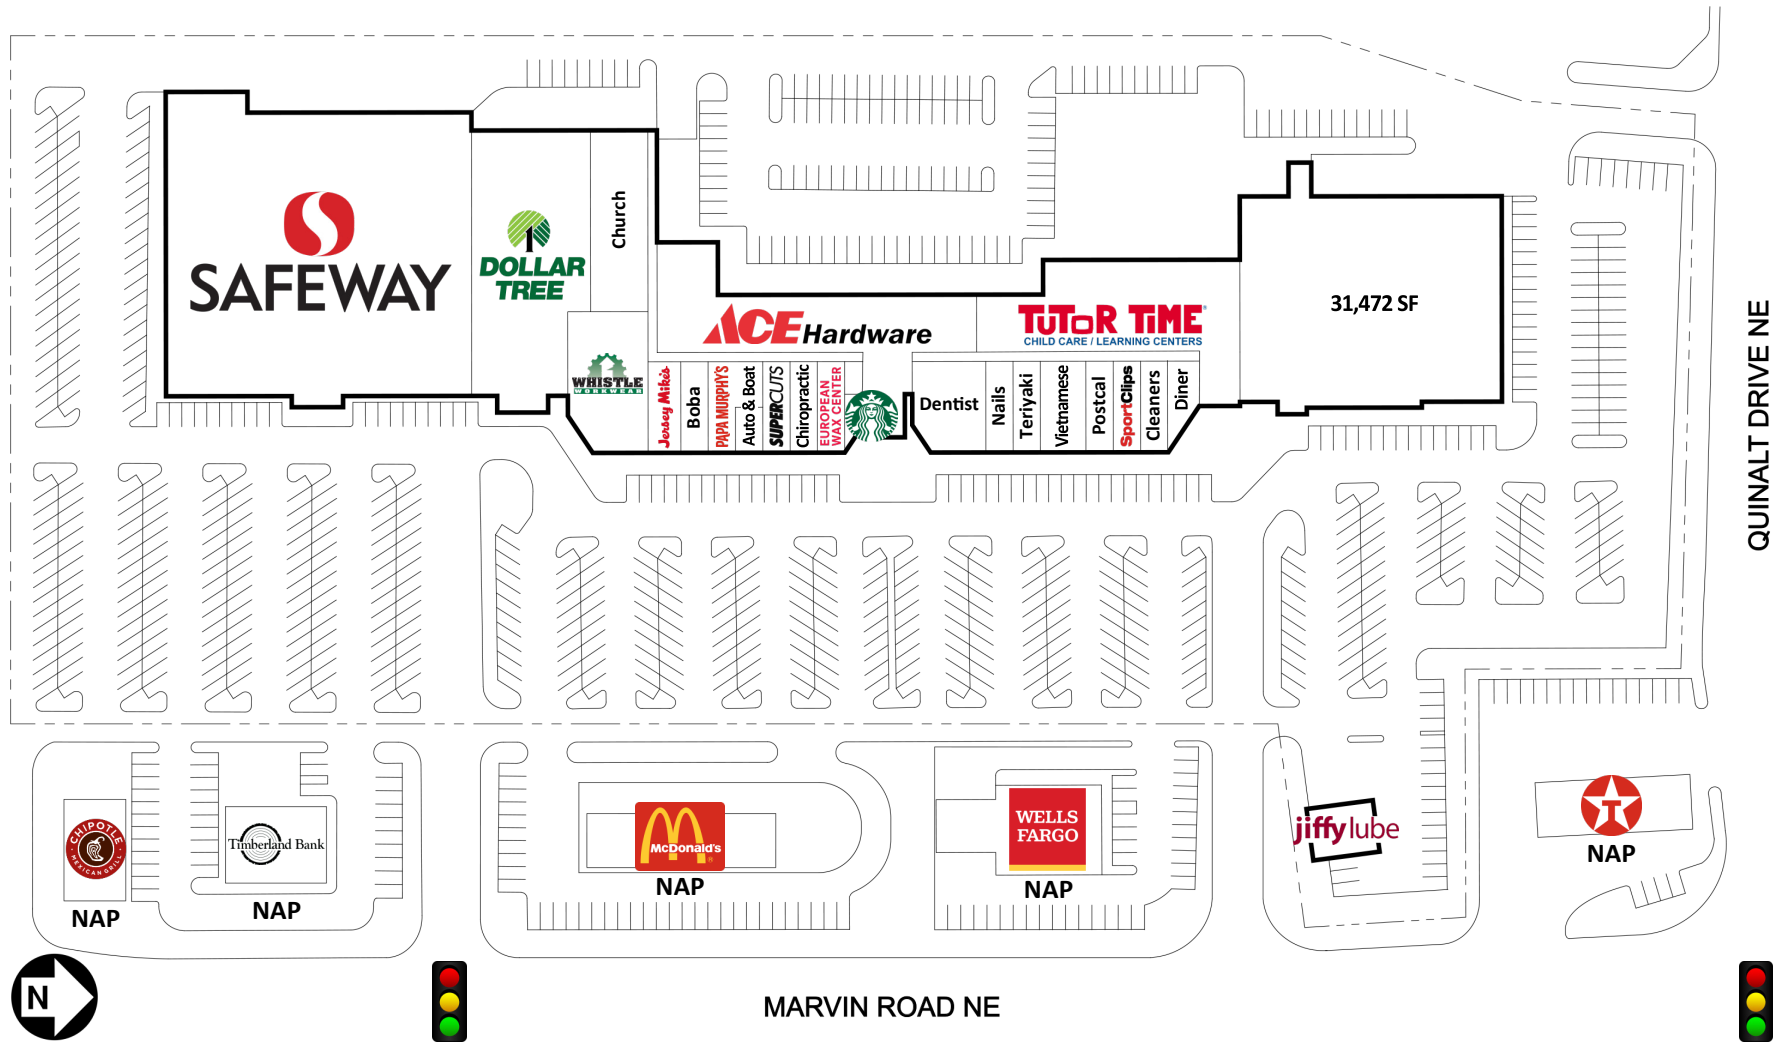 SAFEWAY
DOLLAR
TREE
Church
WHISTLE
WORKWEAR
ACE Hardware
TUTOR TIME®
CHILD CARE / LEARNING CENTERS
31,472 SF
Jersey Mike's
Boba
PAPA MURPHY'S
Auto & Boat
SUPERCUTS
Chiropractic
EUROPEAN
WAX CENTER
Dentist
Nails
Teriyaki
Vietnamese
Postcal
SportClips
Cleaners
Diner
QUINALT DRIVE NE
CHIPOTLE
MEXICAN GRILL
NAP
Timberland Bank
NAP
McDonald's
NAP
WELLS
FARGO
NAP
jiffy lube
T
NAP
N
MARVIN ROAD NE